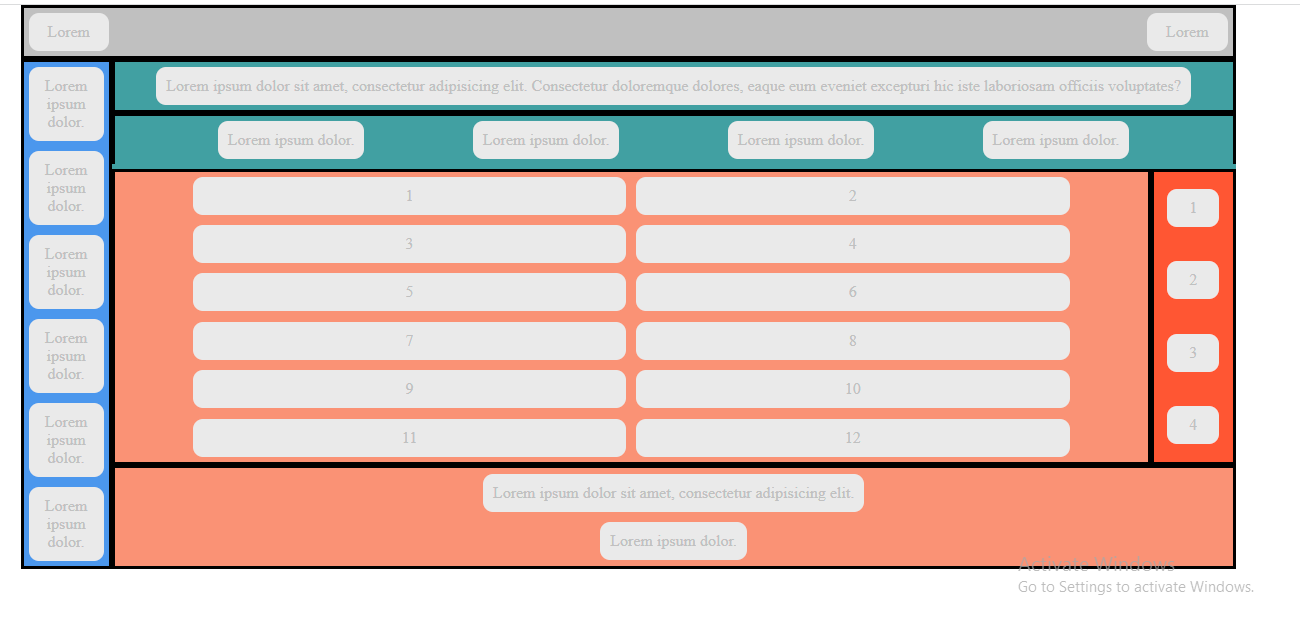 Lorem
Lorem
Lorem
ipsum
dolor.
Lorem
ipsum
dolor.
Lorem
ipsum
dolor.
Lorem
ipsum
dolor.
Lorem
ipsum
dolor.
Lorem
ipsum
dolor.
Lorem ipsum dolor sit amet, consectetur adipisicing elit. Consectetur doloremque dolores, eaque eum eveniet excepturi hic iste laboriosam officiis voluptates?
Lorem ipsum dolor.
Lorem ipsum dolor.
Lorem ipsum dolor.
Lorem ipsum dolor.
1
2
3
4
5
6
7
8
9
10
11
12
1
2
3
4
Lorem ipsum dolor sit amet, consectetur adipisicing elit.
Lorem ipsum dolor.
Activate Windows
Go to Settings to activate Windows.